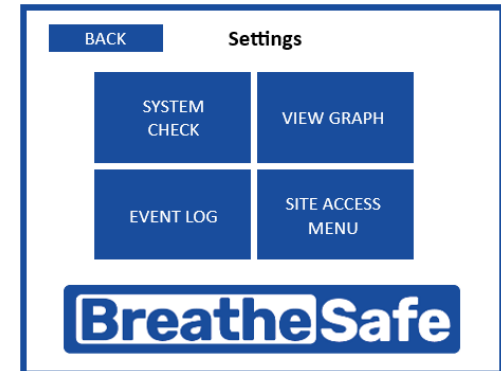 BACK
Settings
SYSTEM
CHECK
VIEW GRAPH
EVENT LOG
SITE ACCESS
MENU
BreatheSafe